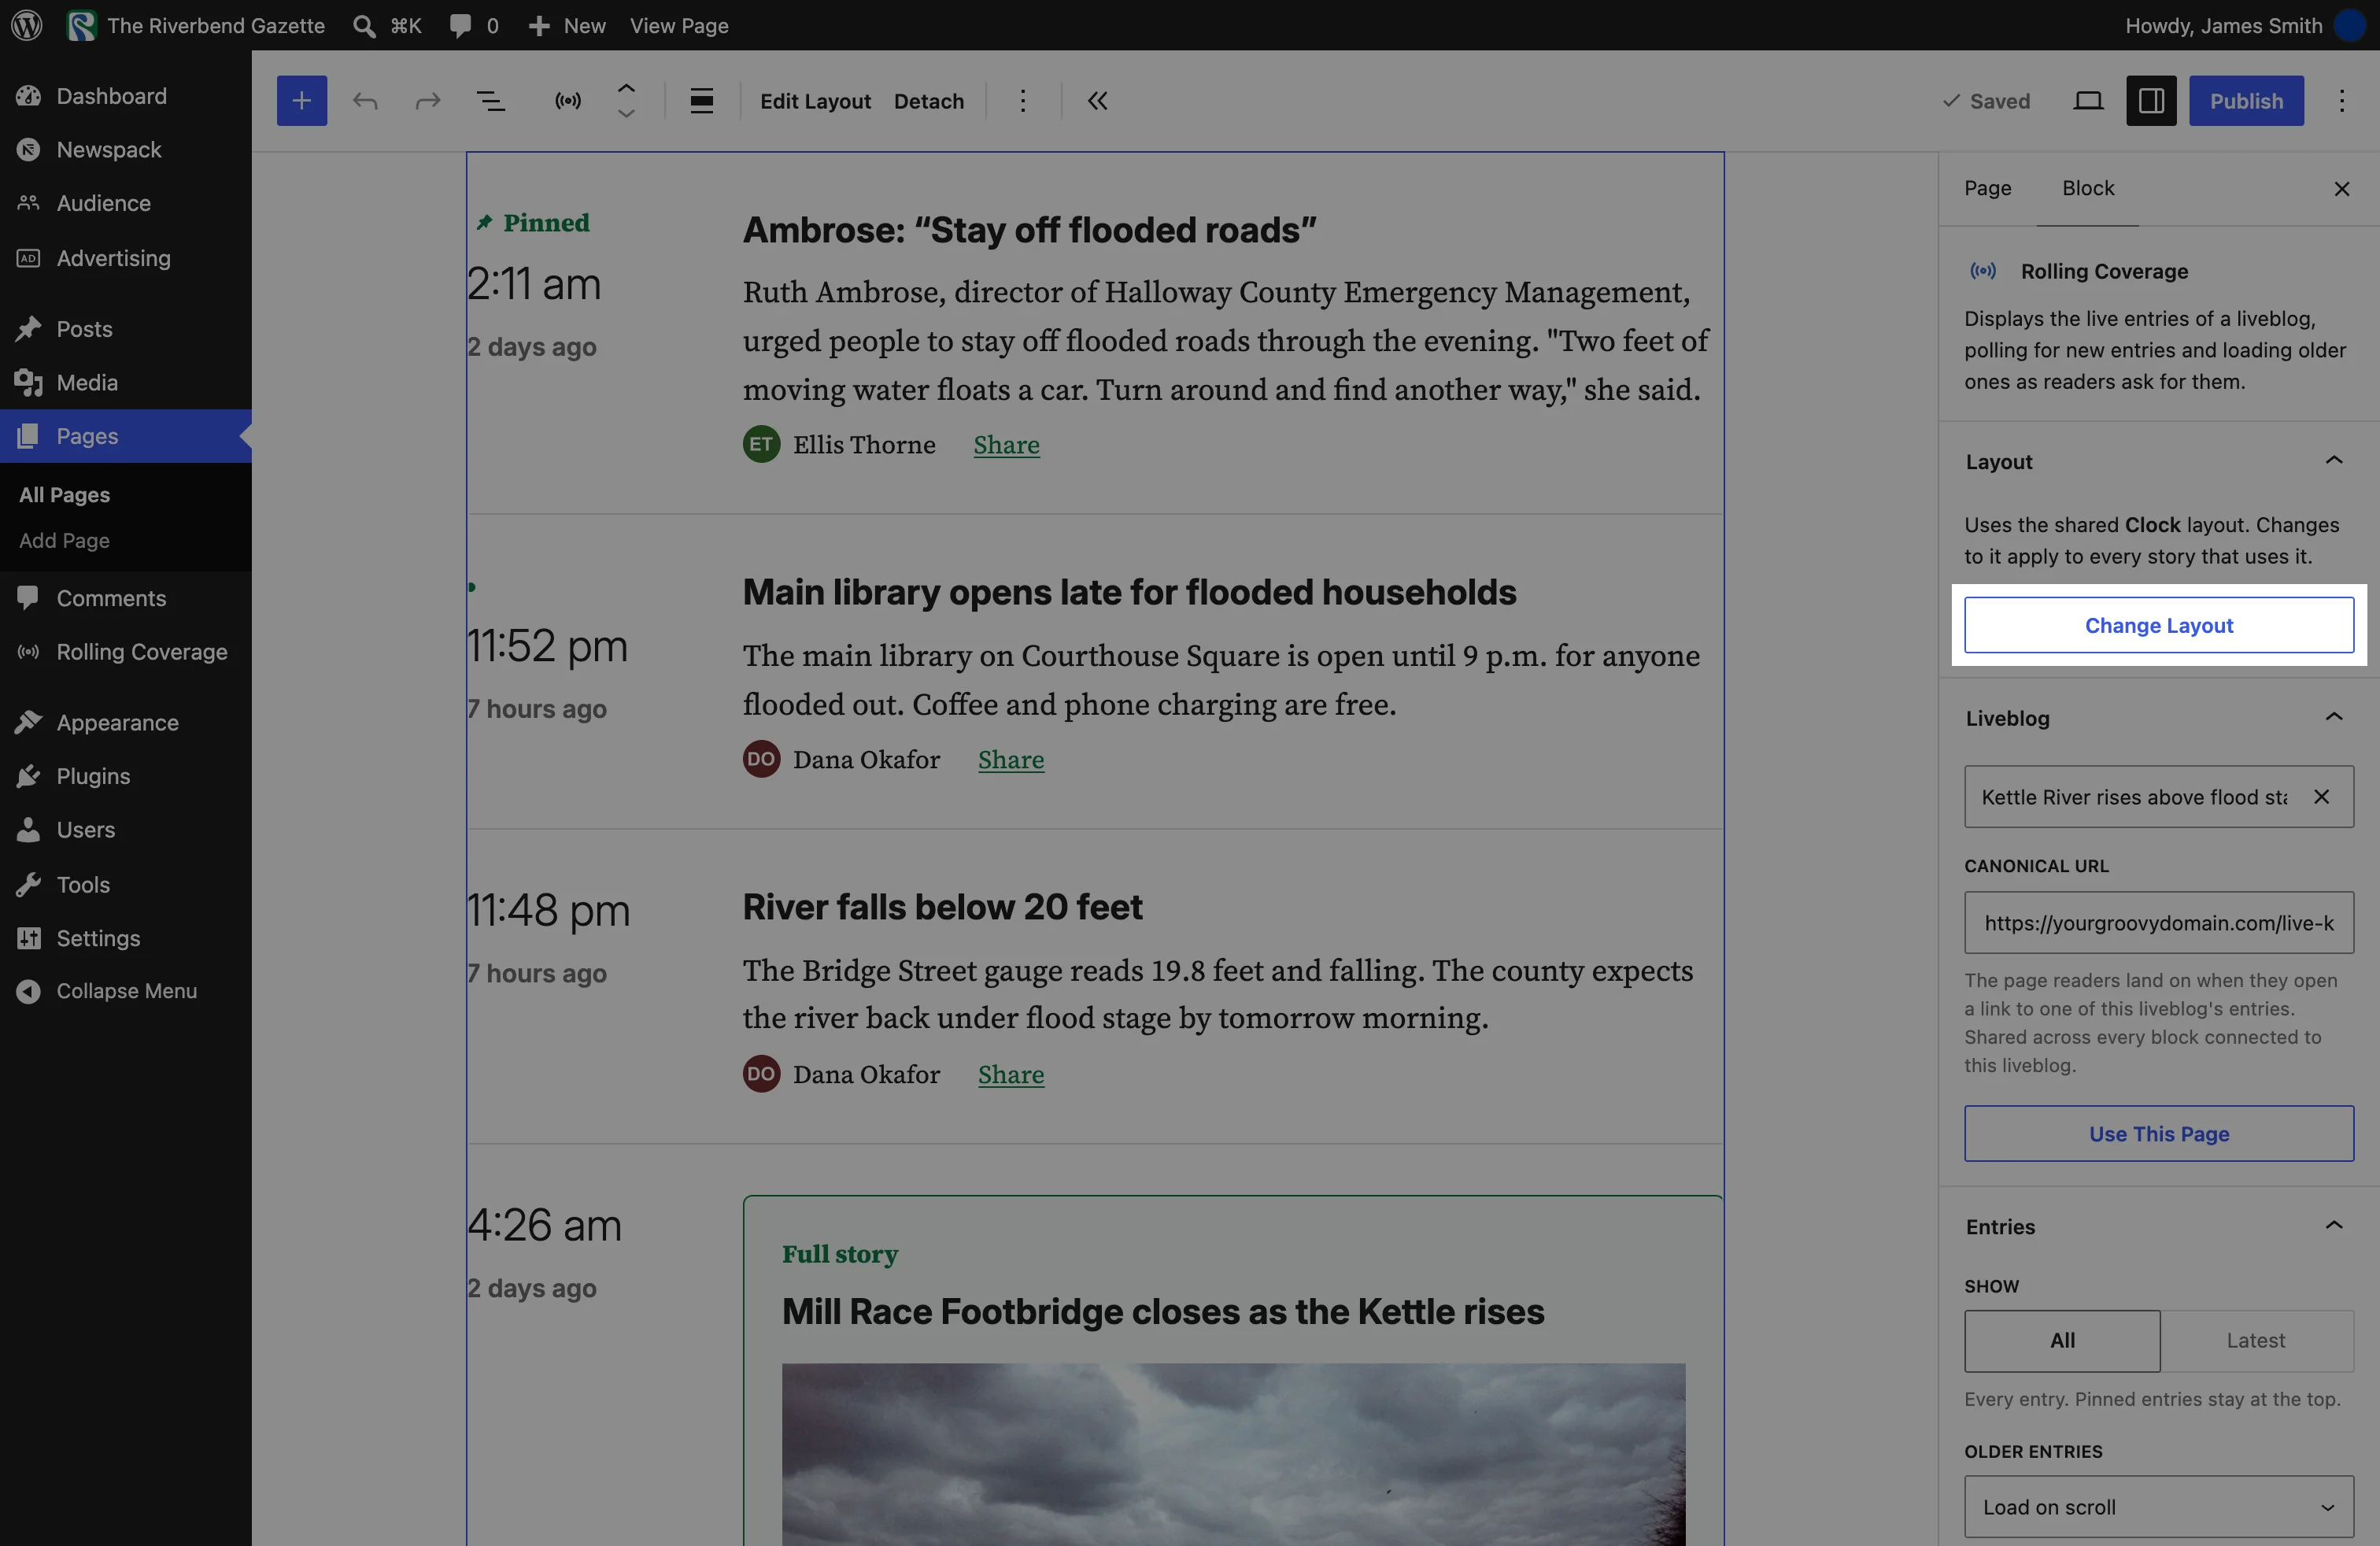 The Riverbend Gazette ⌘K 0 New View Page Howdy, James Smith
Dashboard
Newspack
Audience
AD Advertising
Posts
Media
Pages
All Pages
Add Page
Comments
Rolling Coverage
Appearance
Plugins
Users
Tools
Settings
Collapse Menu
Edit Layout Detach Saved Publish
Pinned
2:11 am
2 days ago
Ambrose: “Stay off flooded roads”
Ruth Ambrose, director of Halloway County Emergency Management,
urged people to stay off flooded roads through the evening. "Two feet of
moving water floats a car. Turn around and find another way," she said.
ET Ellis Thorne Share
11:52 pm
7 hours ago
Main library opens late for flooded households
The main library on Courthouse Square is open until 9 p.m. for anyone
flooded out. Coffee and phone charging are free.
DO Dana Okafor Share
11:48 pm
7 hours ago
River falls below 20 feet
The Bridge Street gauge reads 19.8 feet and falling. The county expects
the river back under flood stage by tomorrow morning.
DO Dana Okafor Share
4:26 am
2 days ago
Full story
Mill Race Footbridge closes as the Kettle rises
Page Block
Rolling Coverage
Displays the live entries of a liveblog,
polling for new entries and loading older
ones as readers ask for them.
Layout
Uses the shared Clock layout. Changes
to it apply to every story that uses it.
Change Layout
Liveblog
Kettle River rises above flood sta
CANONICAL URL
https://yourgroovydomain.com/live-k
The page readers land on when they open
a link to one of this liveblog's entries.
Shared across every block connected to
this liveblog.
Use This Page
Entries
SHOW
All Latest
Every entry. Pinned entries stay at the top.
OLDER ENTRIES
Load on scroll